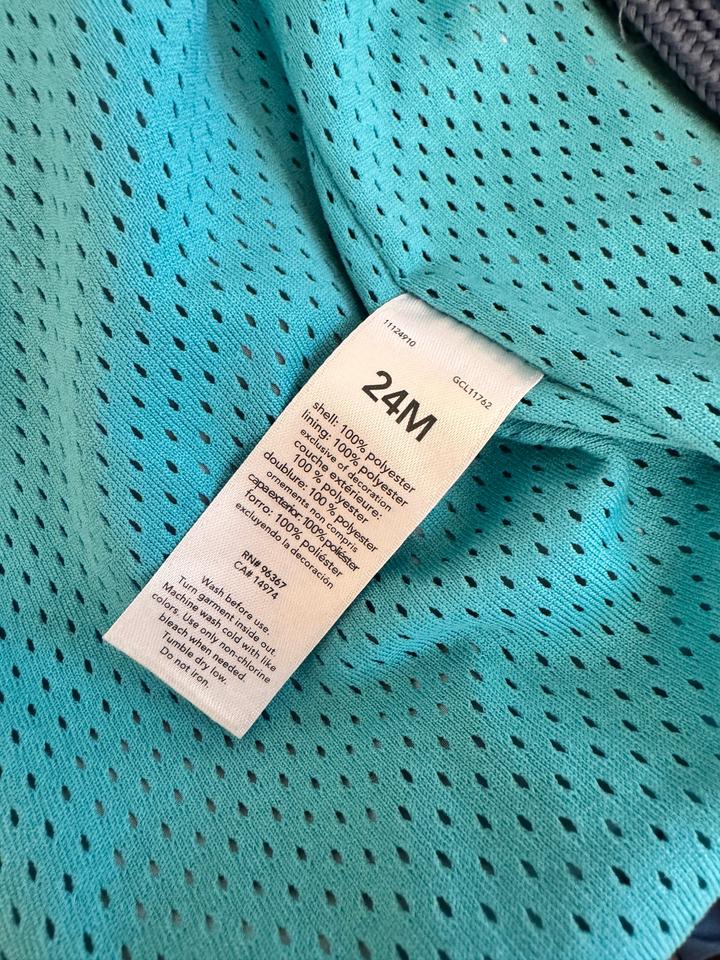 11124910
GCL11762
24M
shell: 100% polyester
lining: 100% polyester
exclusive of decoration
couche extérieure:
100 % polyester
doublure: 100 % polyester
ornements non compris
capa exterior: 100% poliéster
forro: 100% poliéster
excluyendo la decoración
RN# 96367
CA# 14974
Wash before use.
Turn garment inside out.
Machine wash cold with like
colors. Use only non-chlorine
bleach when needed.
Tumble dry low.
Do not iron.